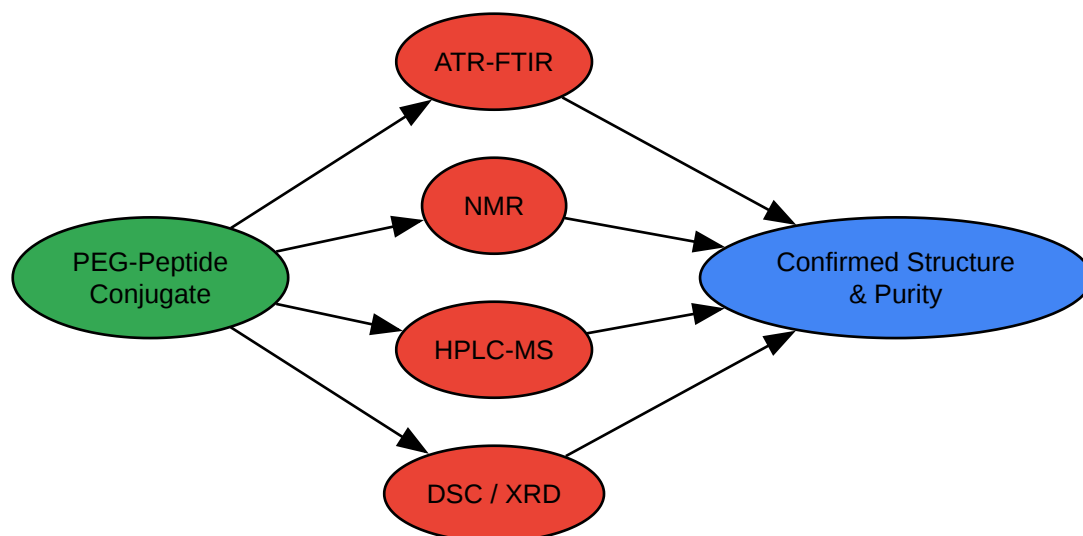 ATR-FTIR
NMR
PEG-Peptide
Conjugate
Confirmed Structure
& Purity
HPLC-MS
DSC / XRD